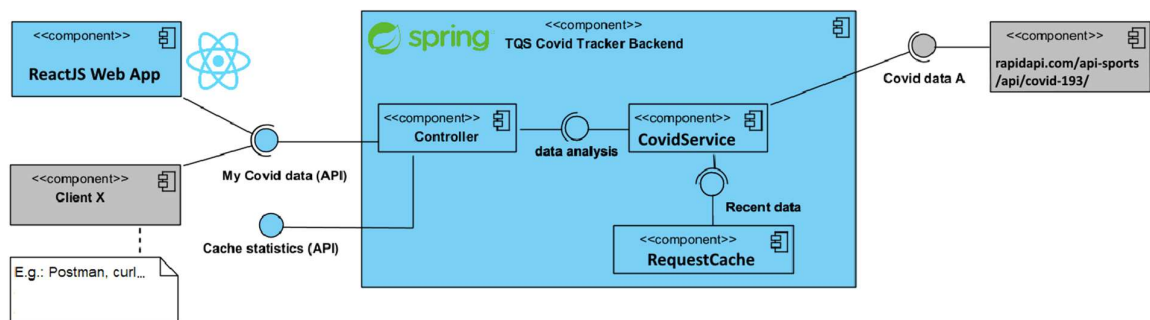 <<component>>
ReactJS Web App
<<component>>
Client X
E.g.: Postman, curl...
My Covid data (API)
Cache statistics (API)
spring
<<component>>
TQS Covid Tracker Backend
<<component>>
Controller
data analysis
<<component>>
CovidService
Recent data
<<component>>
RequestCache
Covid data A
<<component>>
rapidapi.com/api-sports
/api/covid-193/